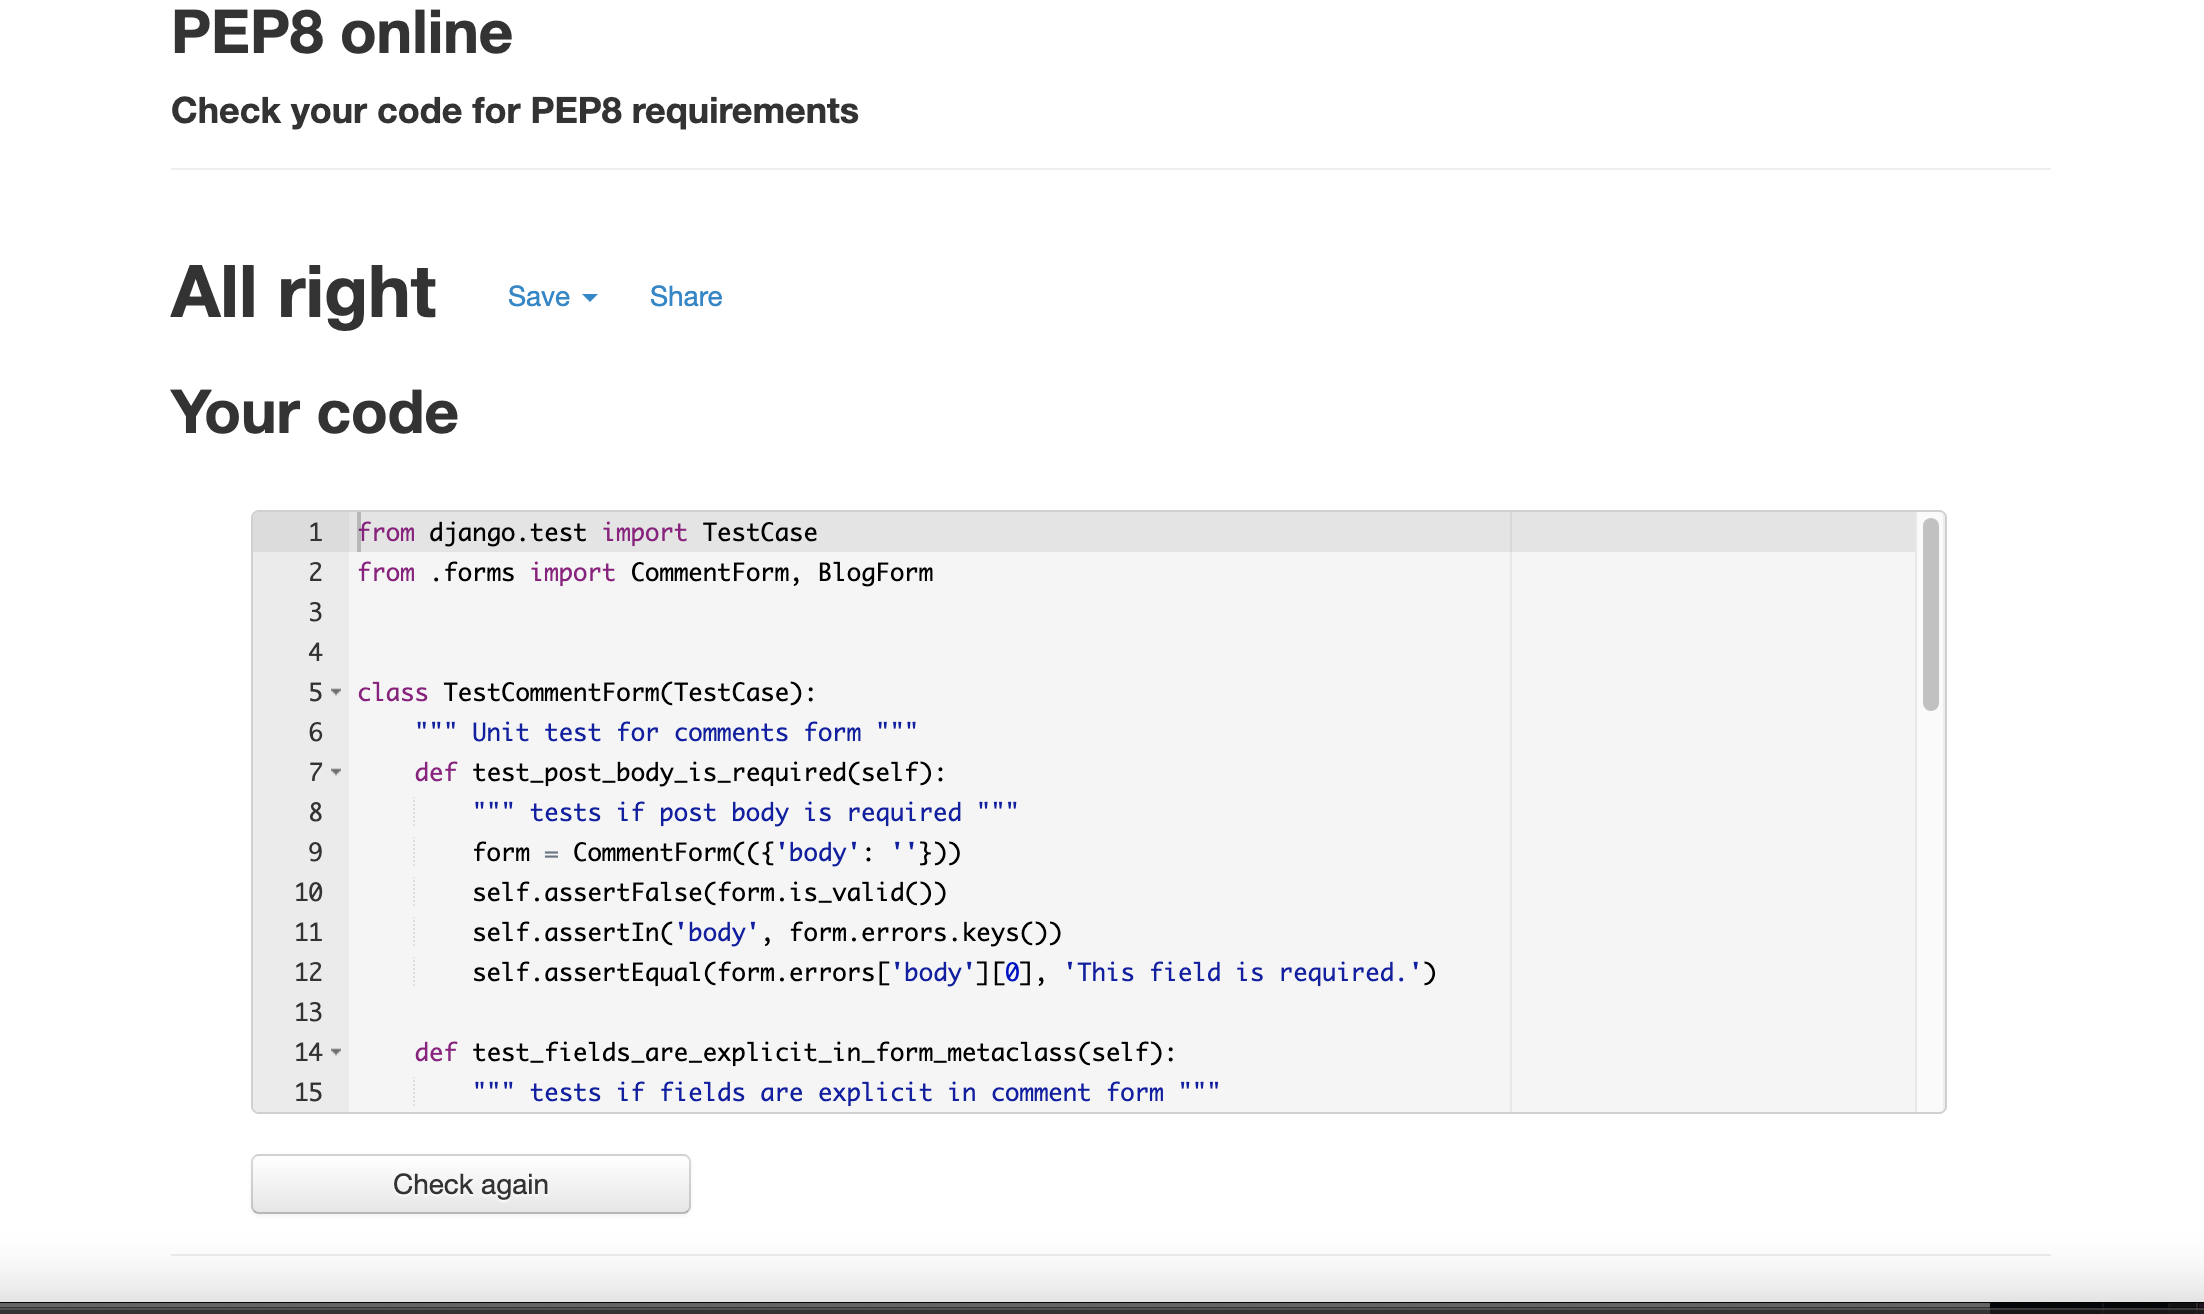 PEP8 online
Check your code for PEP8 requirements
All right Save Share
Your code
1 from django.test import TestCase
2 from .forms import CommentForm, BlogForm
3
4
5 class TestCommentForm(TestCase):
6     """ Unit test for comments form """
7     def test_post_body_is_required(self):
8         """ tests if post body is required """
9         form = CommentForm(({'body': ''}))
10         self.assertFalse(form.is_valid())
11         self.assertIn('body', form.errors.keys())
12         self.assertEqual(form.errors['body'][0], 'This field is required.')
13
14     def test_fields_are_explicit_in_form_metaclass(self):
15         """ tests if fields are explicit in comment form """
Check again